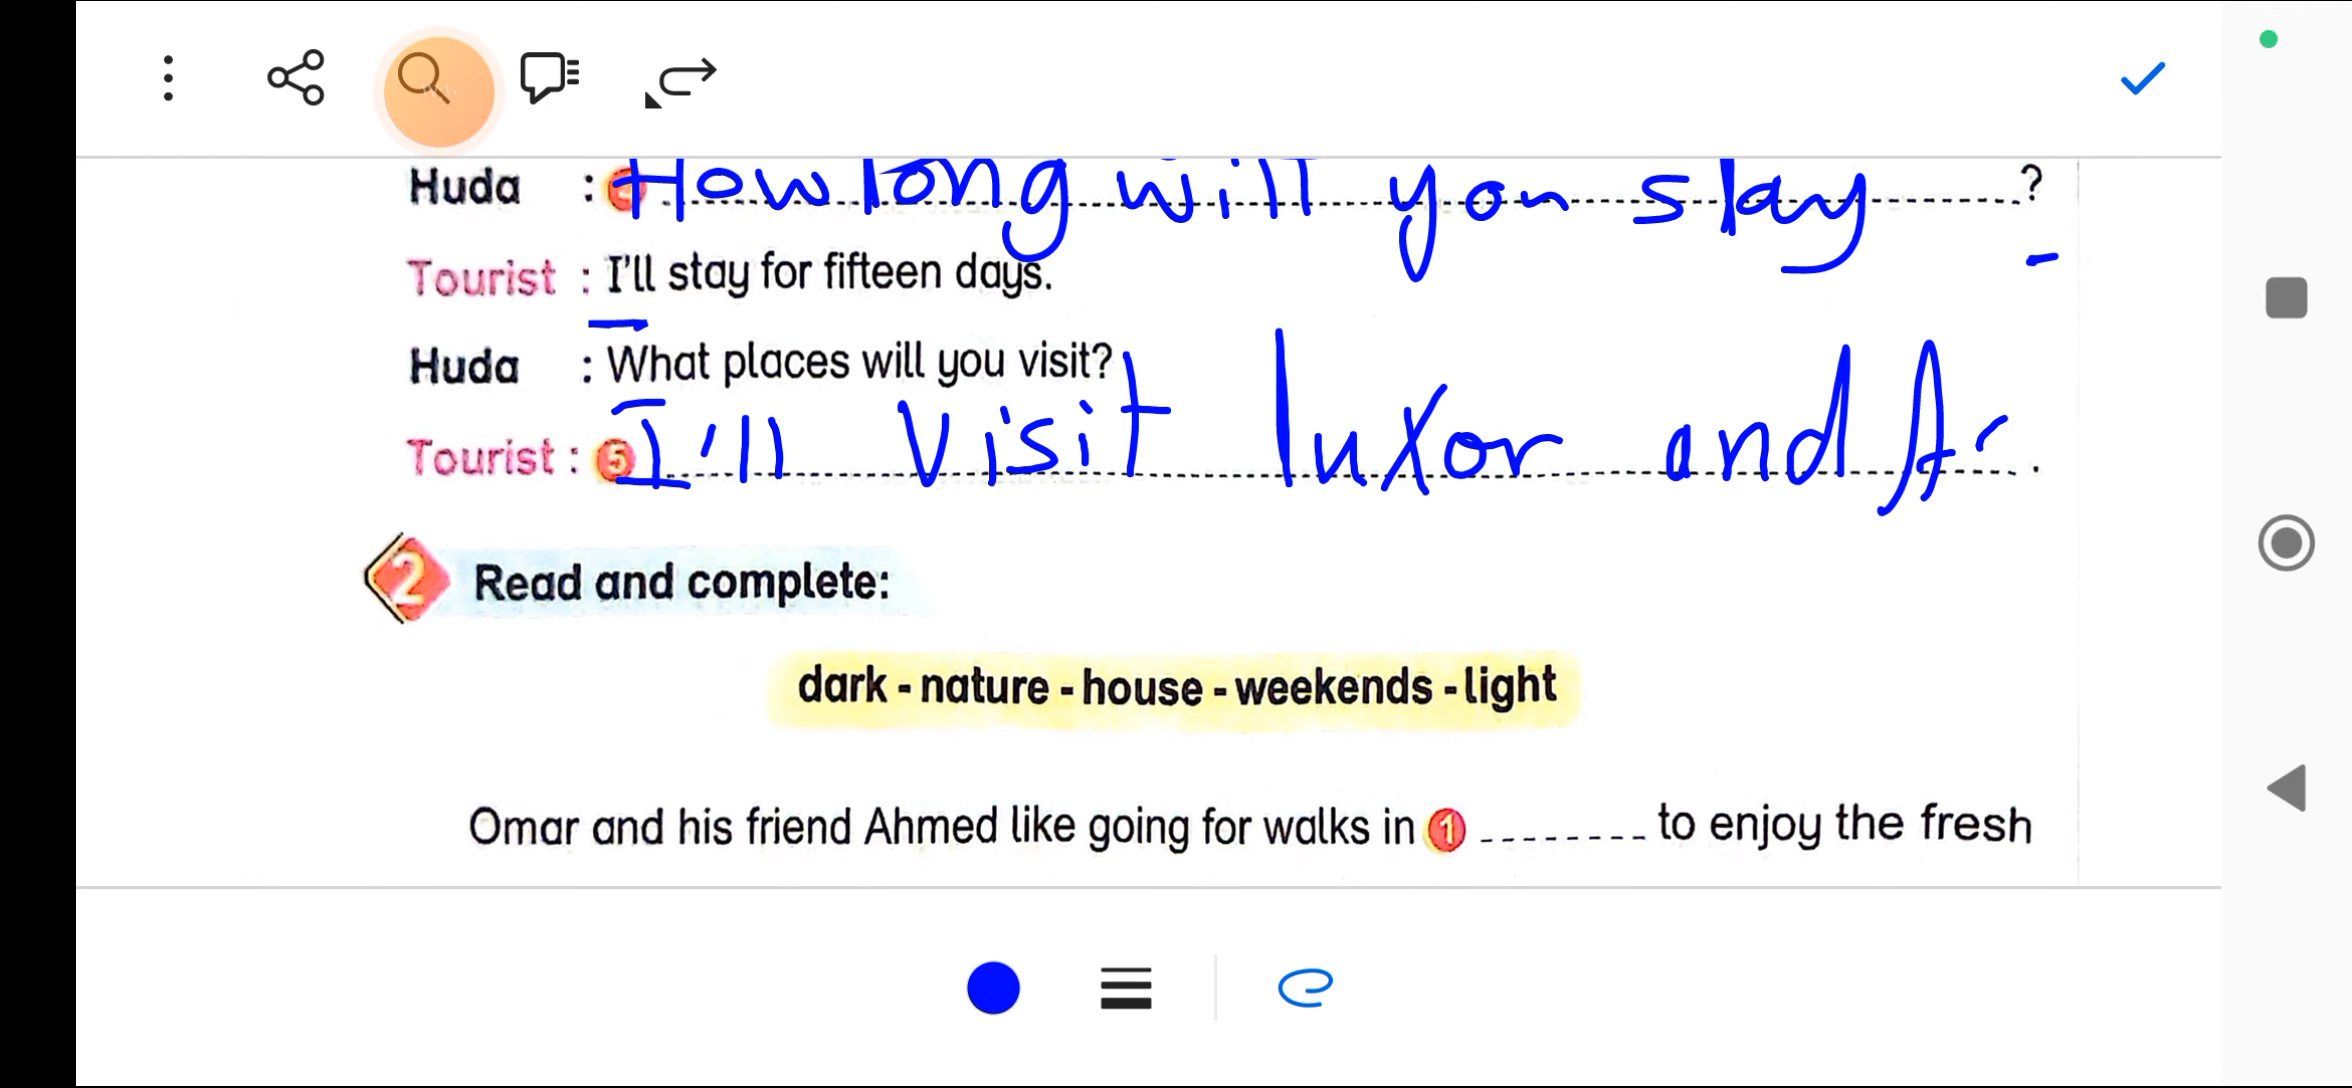 Huda : How long will you stay ?
Tourist : I'll stay for fifteen days.
Huda : What places will you visit?
Tourist : 5 I'll visit luxor and .
2 Read and complete:
dark - nature - house - weekends - light
Omar and his friend Ahmed like going for walks in 1 -------- to enjoy the fresh